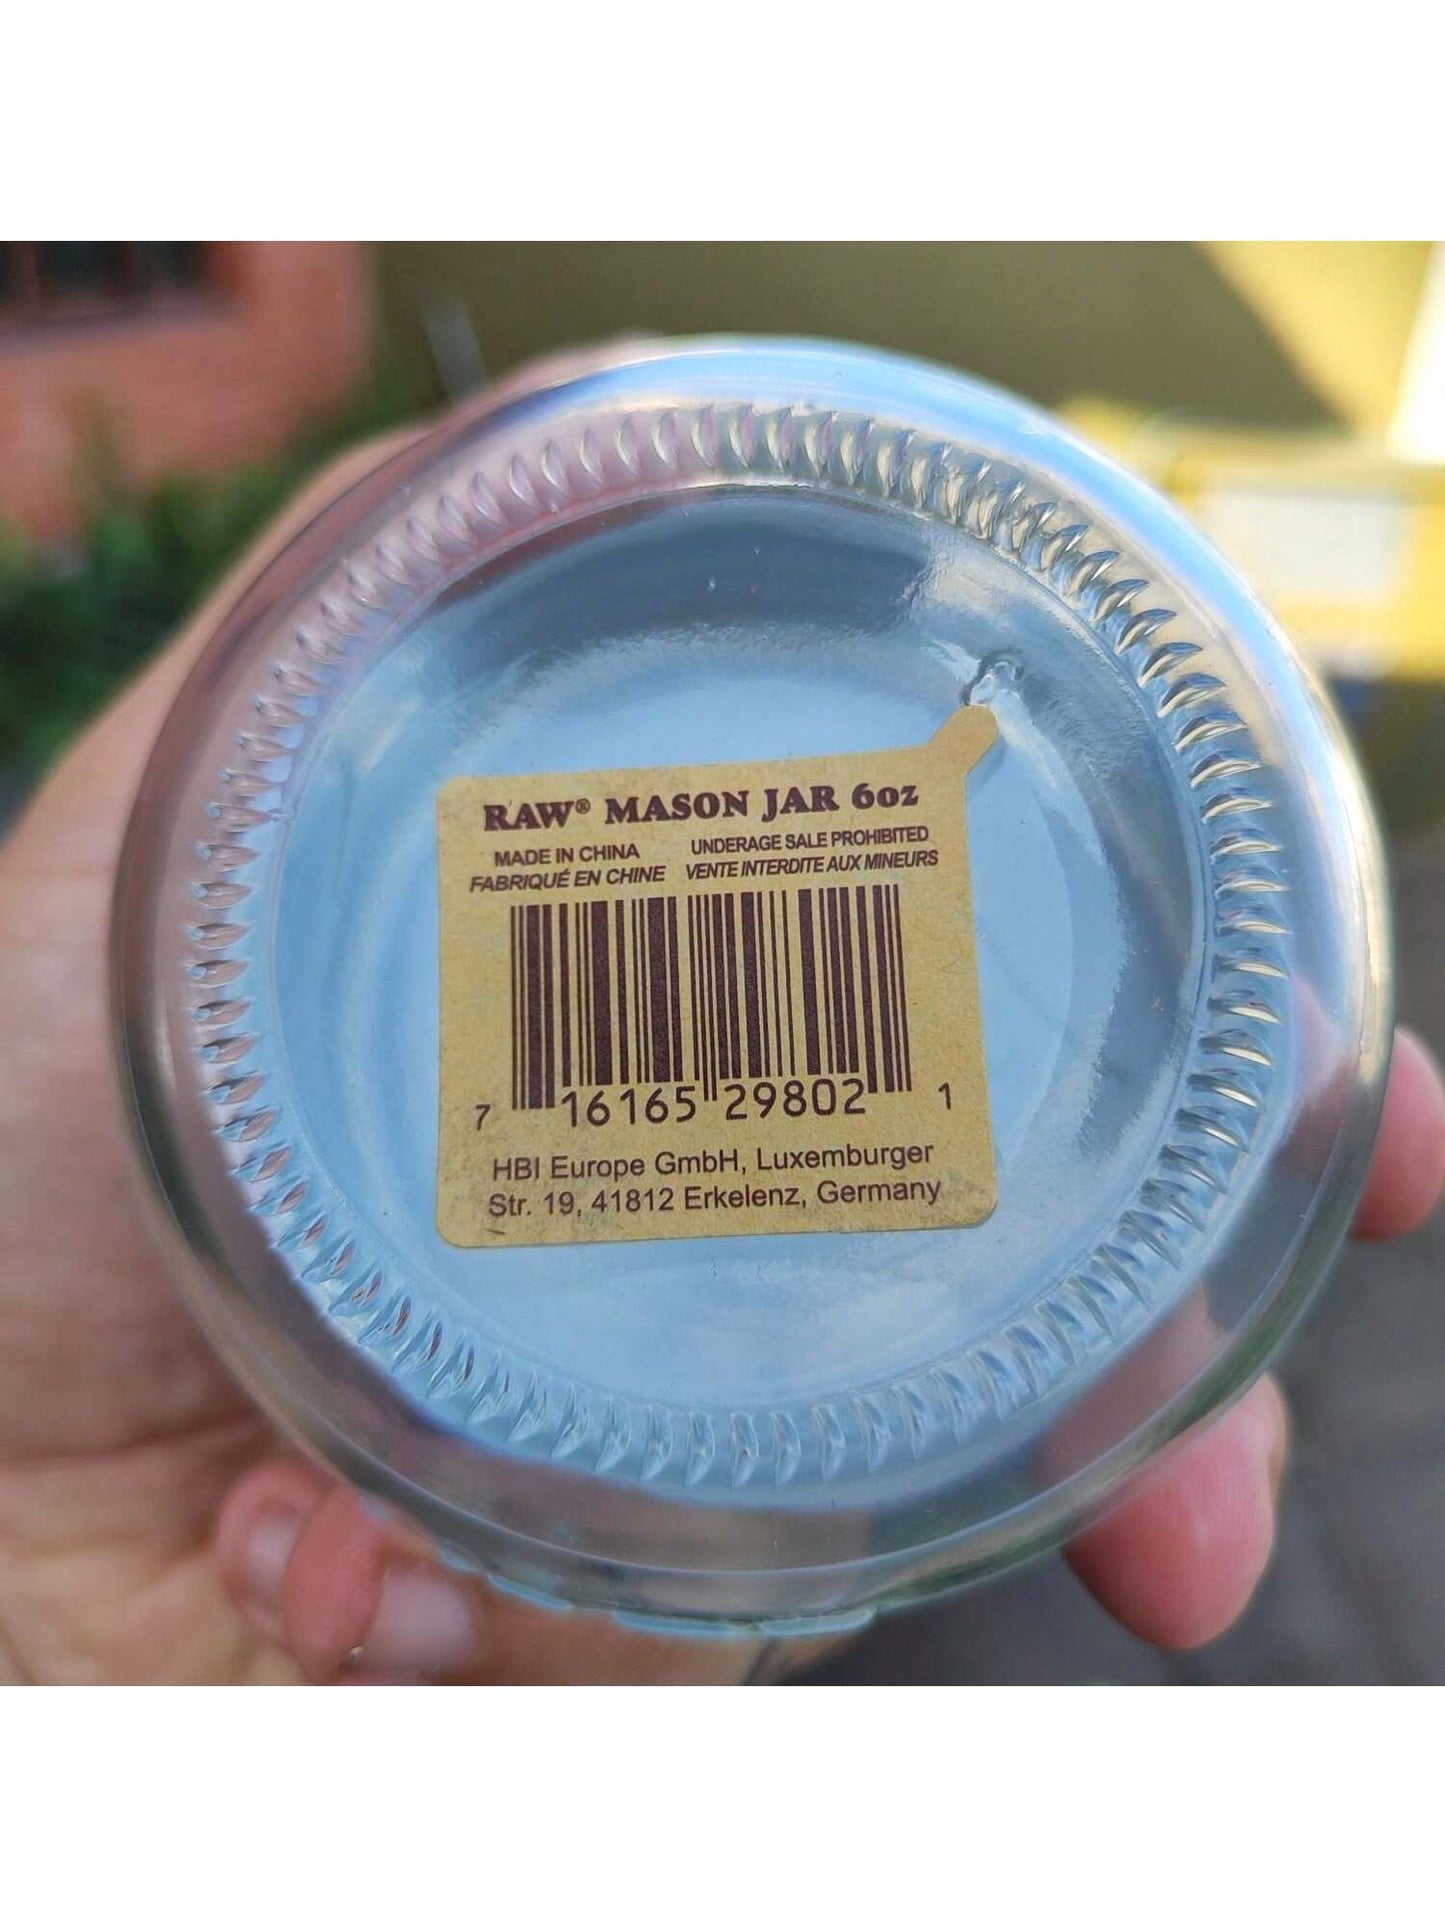 RAW® MASON JAR 6oz
MADE IN CHINA
FABRIQUÉ EN CHINE
UNDERAGE SALE PROHIBITED
VENTE INTERDITE AUX MINEURS
7 16165 29802 1
HBI Europe GmbH, Luxemburger
Str. 19, 41812 Erkelenz, Germany